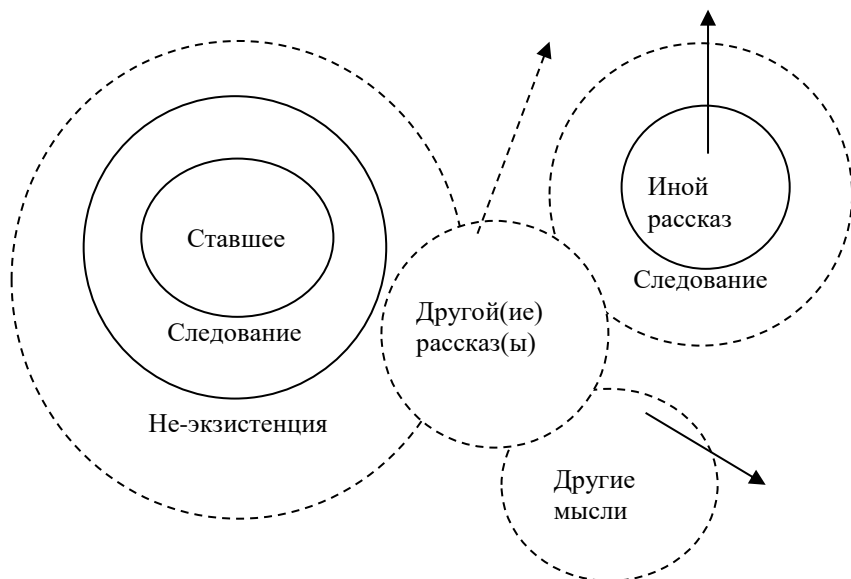 Ставшее
Следование
Не-экзистенция
Другой(ие)
рассказ(ы)
Иной
рассказ
Следование
Другие
мысли